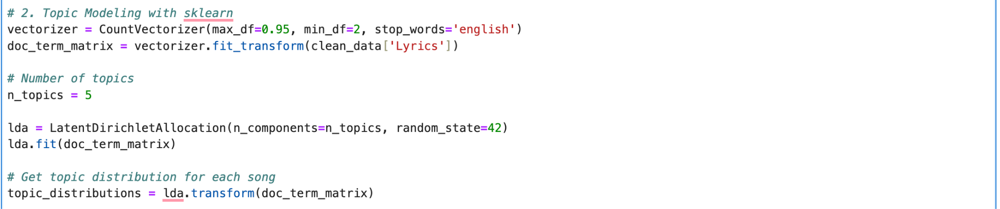 # 2. Topic Modeling with sklearn
vectorizer = CountVectorizer(max_df=0.95, min_df=2, stop_words='english')
doc_term_matrix = vectorizer.fit_transform(clean_data['Lyrics'])
# Number of topics
n_topics = 5
lda = LatentDirichletAllocation(n_components=n_topics, random_state=42)
lda.fit(doc_term_matrix)
# Get topic distribution for each song
topic_distributions = lda.transform(doc_term_matrix)